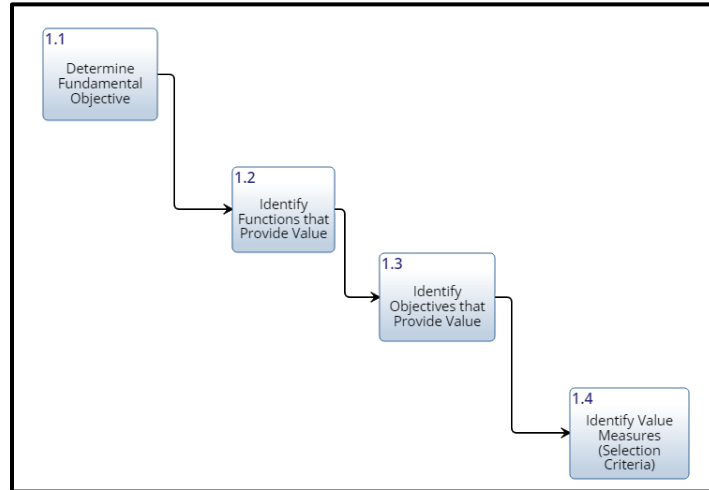 1.1
Determine
Fundamental
Objective
1.2
Identify
Functions that
Provide Value
1.3
Identify
Objectives that
Provide Value
1.4
Identify Value
Measures
(Selection
Criteria)